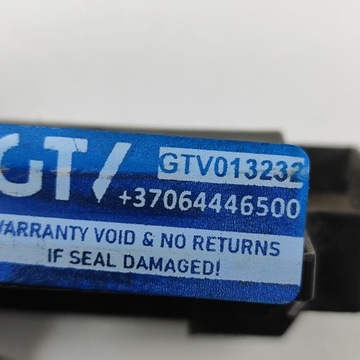 GTV
GTV013232
+37064446500
WARRANTY VOID & NO RETURNS
IF SEAL DAMAGED!